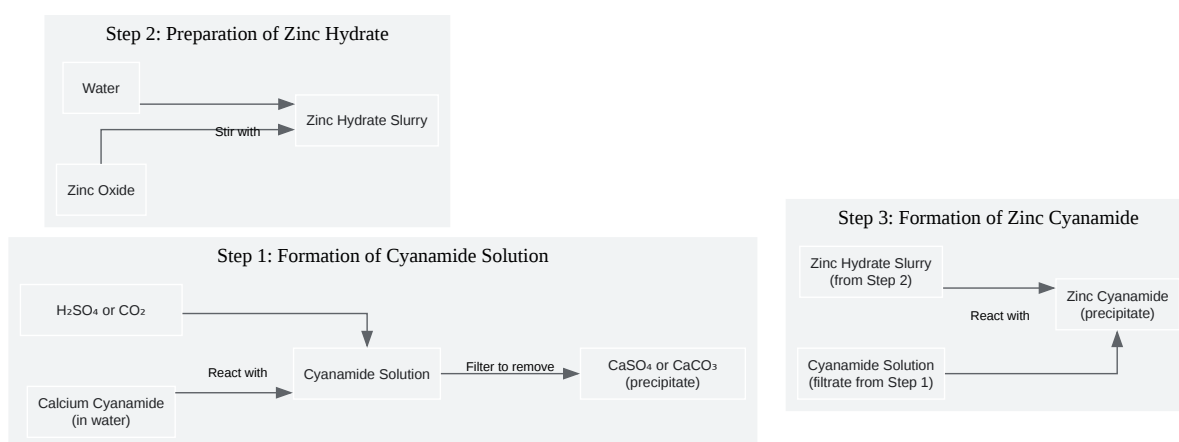 Step 2: Preparation of Zinc Hydrate
Water
Zinc Hydrate Slurry
Stir with
Zinc Oxide
Step 1: Formation of Cyanamide Solution
H₂SO₄ or CO₂
React with
Cyanamide Solution
Filter to remove
CaSO₄ or CaCO₃
(precipitate)
Calcium Cyanamide
(in water)
Step 3: Formation of Zinc Cyanamide
Zinc Hydrate Slurry
(from Step 2)
React with
Zinc Cyanamide
(precipitate)
Cyanamide Solution
(filtrate from Step 1)